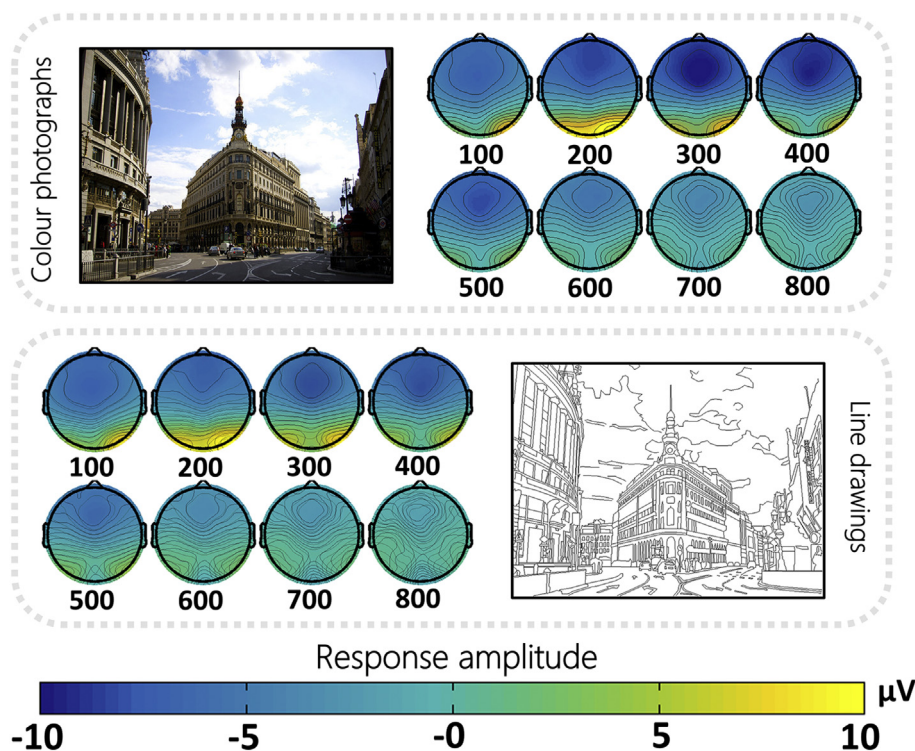 Colour photographs
100 200 300 400
500 600 700 800
100 200 300 400
500 600 700 800
Line drawings
Response amplitude
µV
-10 -5 -0 5 10